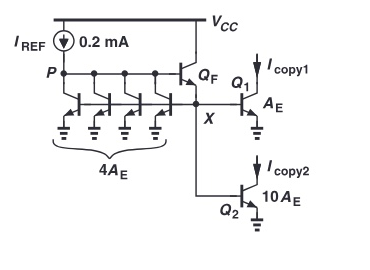 V_CC
I_REF 0.2 mA
P
Q_F
Q_1
I_copy1
A_E
X
4A_E
I_copy2
10 A_E
Q_2